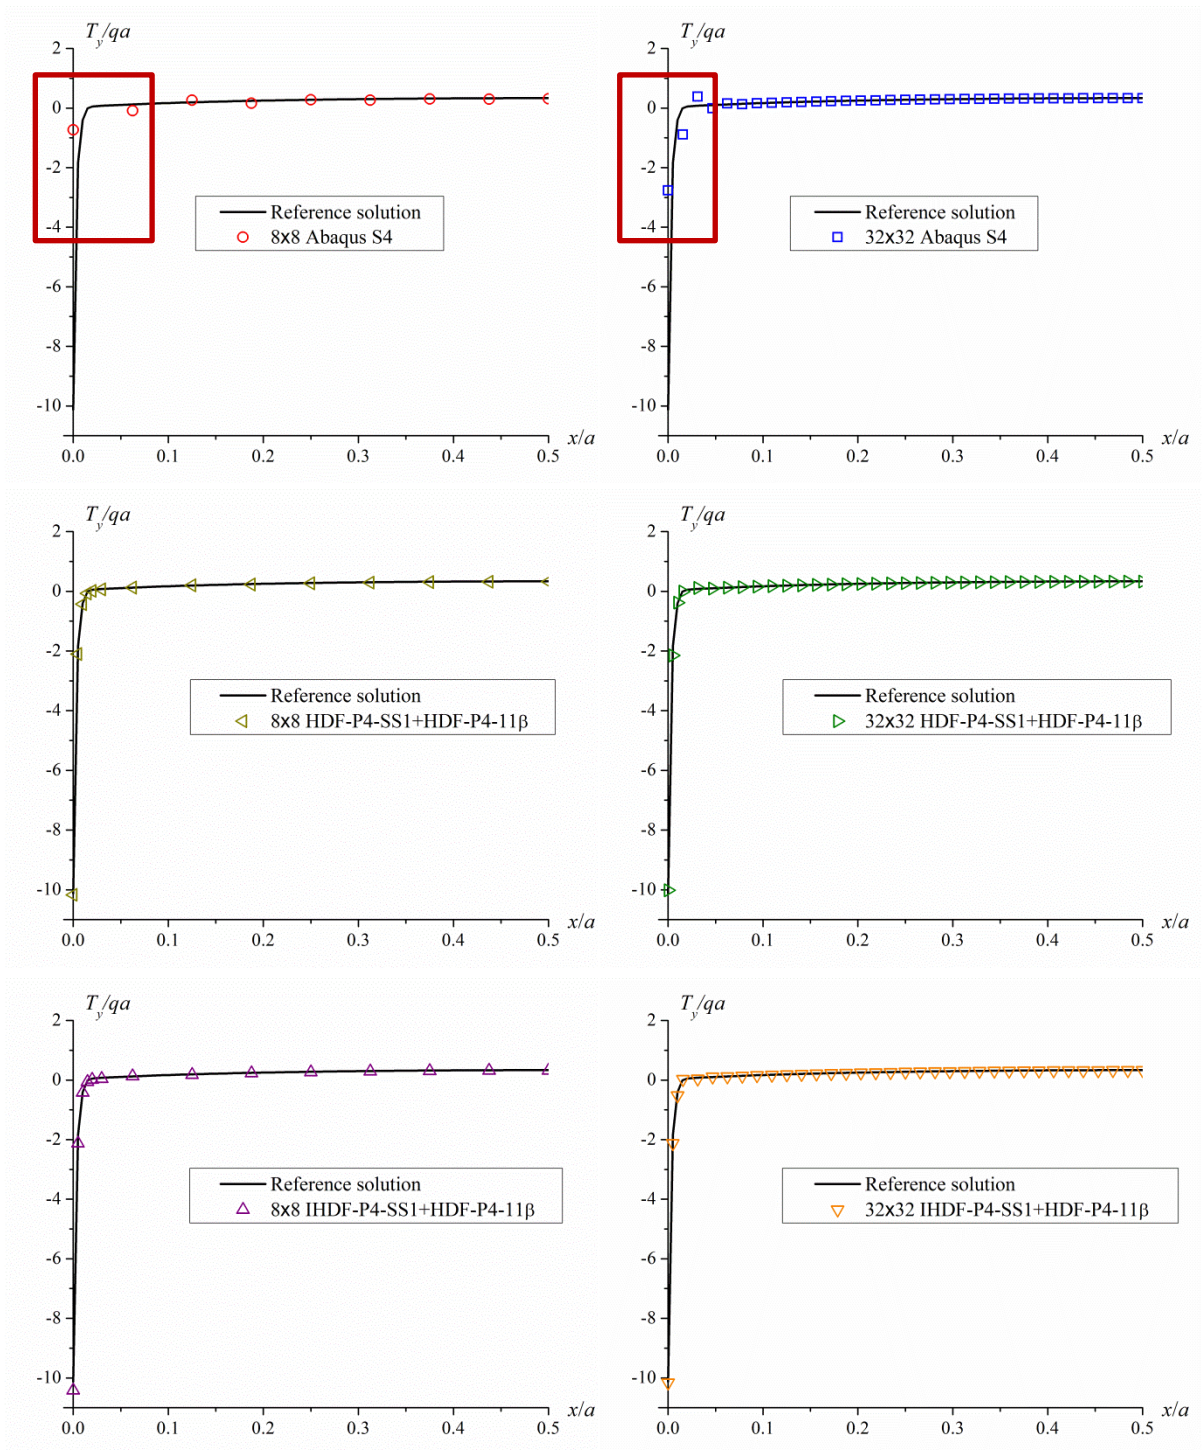 T_y/qa
2
0
-2
-4
-6
-8
-10
0.0 0.1 0.2 0.3 0.4 0.5
x/a
Reference solution
8x8 Abaqus S4
T_y/qa
2
0
-2
-4
-6
-8
-10
0.0 0.1 0.2 0.3 0.4 0.5
x/a
Reference solution
32x32 Abaqus S4
T_y/qa
2
0
-2
-4
-6
-8
-10
0.0 0.1 0.2 0.3 0.4 0.5
x/a
Reference solution
8x8 HDF-P4-SS1+HDF-P4-11β
T_y/qa
2
0
-2
-4
-6
-8
-10
0.0 0.1 0.2 0.3 0.4 0.5
x/a
Reference solution
32x32 HDF-P4-SS1+HDF-P4-11β
T_y/qa
2
0
-2
-4
-6
-8
-10
0.0 0.1 0.2 0.3 0.4 0.5
x/a
Reference solution
8x8 IHDF-P4-SS1+HDF-P4-11β
T_y/qa
2
0
-2
-4
-6
-8
-10
0.0 0.1 0.2 0.3 0.4 0.5
x/a
Reference solution
32x32 IHDF-P4-SS1+HDF-P4-11β